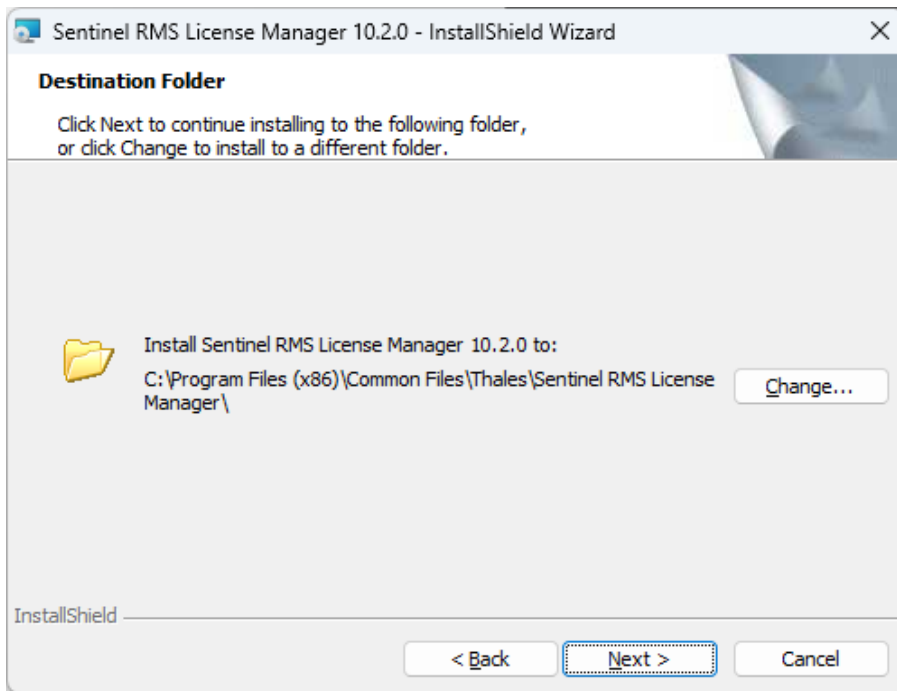 Sentinel RMS License Manager 10.2.0 - InstallShield Wizard
Destination Folder
Click Next to continue installing to the following folder,
or click Change to install to a different folder.
Install Sentinel RMS License Manager 10.2.0 to:
C:\Program Files (x86)\Common Files\Thales\Sentinel RMS License
Manager\
Change...
InstallShield
< Back
Next >
Cancel